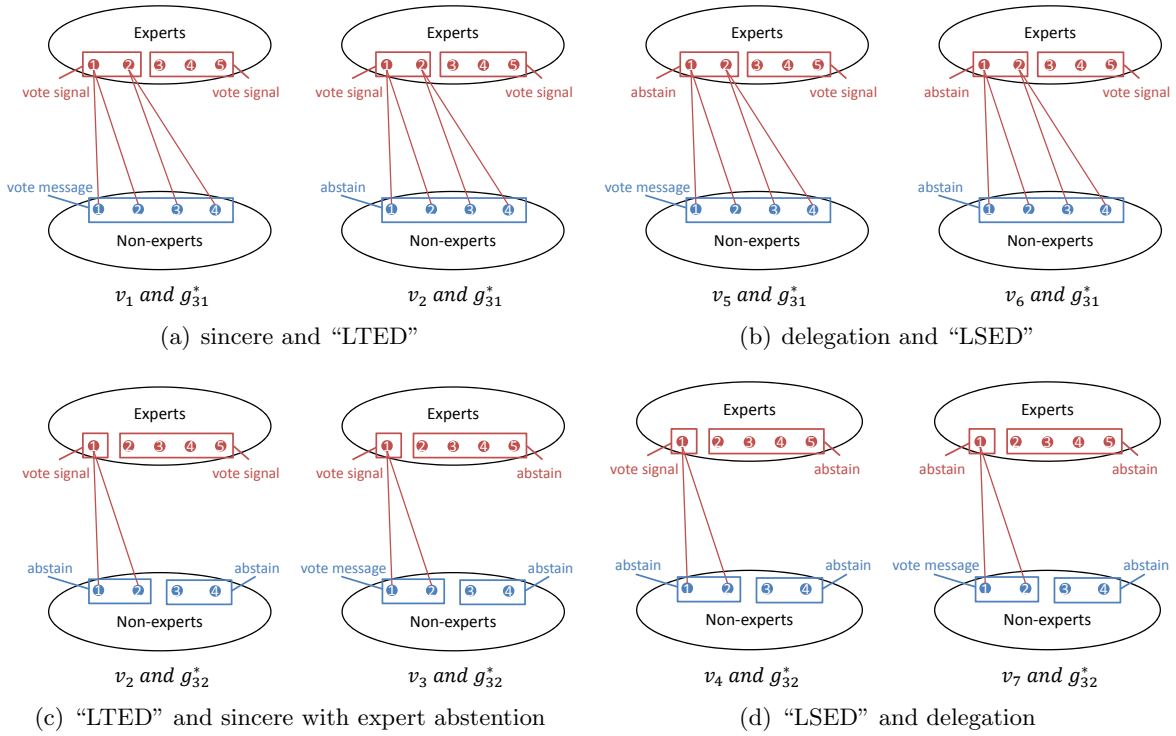 Experts Experts Experts Experts
1 2 3 4 5 1 2 3 4 5 1 2 3 4 5 1 2 3 4 5
vote signal vote signal vote signal vote signal abstain vote signal abstain vote signal
vote message abstain vote message abstain
1 2 3 4 1 2 3 4 1 2 3 4 1 2 3 4
Non-experts Non-experts Non-experts Non-experts
v₁ and g*₃₁ v₂ and g*₃₁ v₅ and g*₃₁ v₆ and g*₃₁
(a) sincere and “LTED” (b) delegation and “LSED”
Experts Experts Experts Experts
1 2 3 4 5 1 2 3 4 5 1 2 3 4 5 1 2 3 4 5
vote signal vote signal vote signal abstain vote signal abstain abstain abstain
abstain abstain vote message abstain abstain abstain vote message abstain
1 2 3 4 1 2 3 4 1 2 3 4 1 2 3 4
Non-experts Non-experts Non-experts Non-experts
v₂ and g*₃₂ v₃ and g*₃₂ v₄ and g*₃₂ v₇ and g*₃₂
(c) “LTED” and sincere with expert abstention (d) “LSED” and delegation